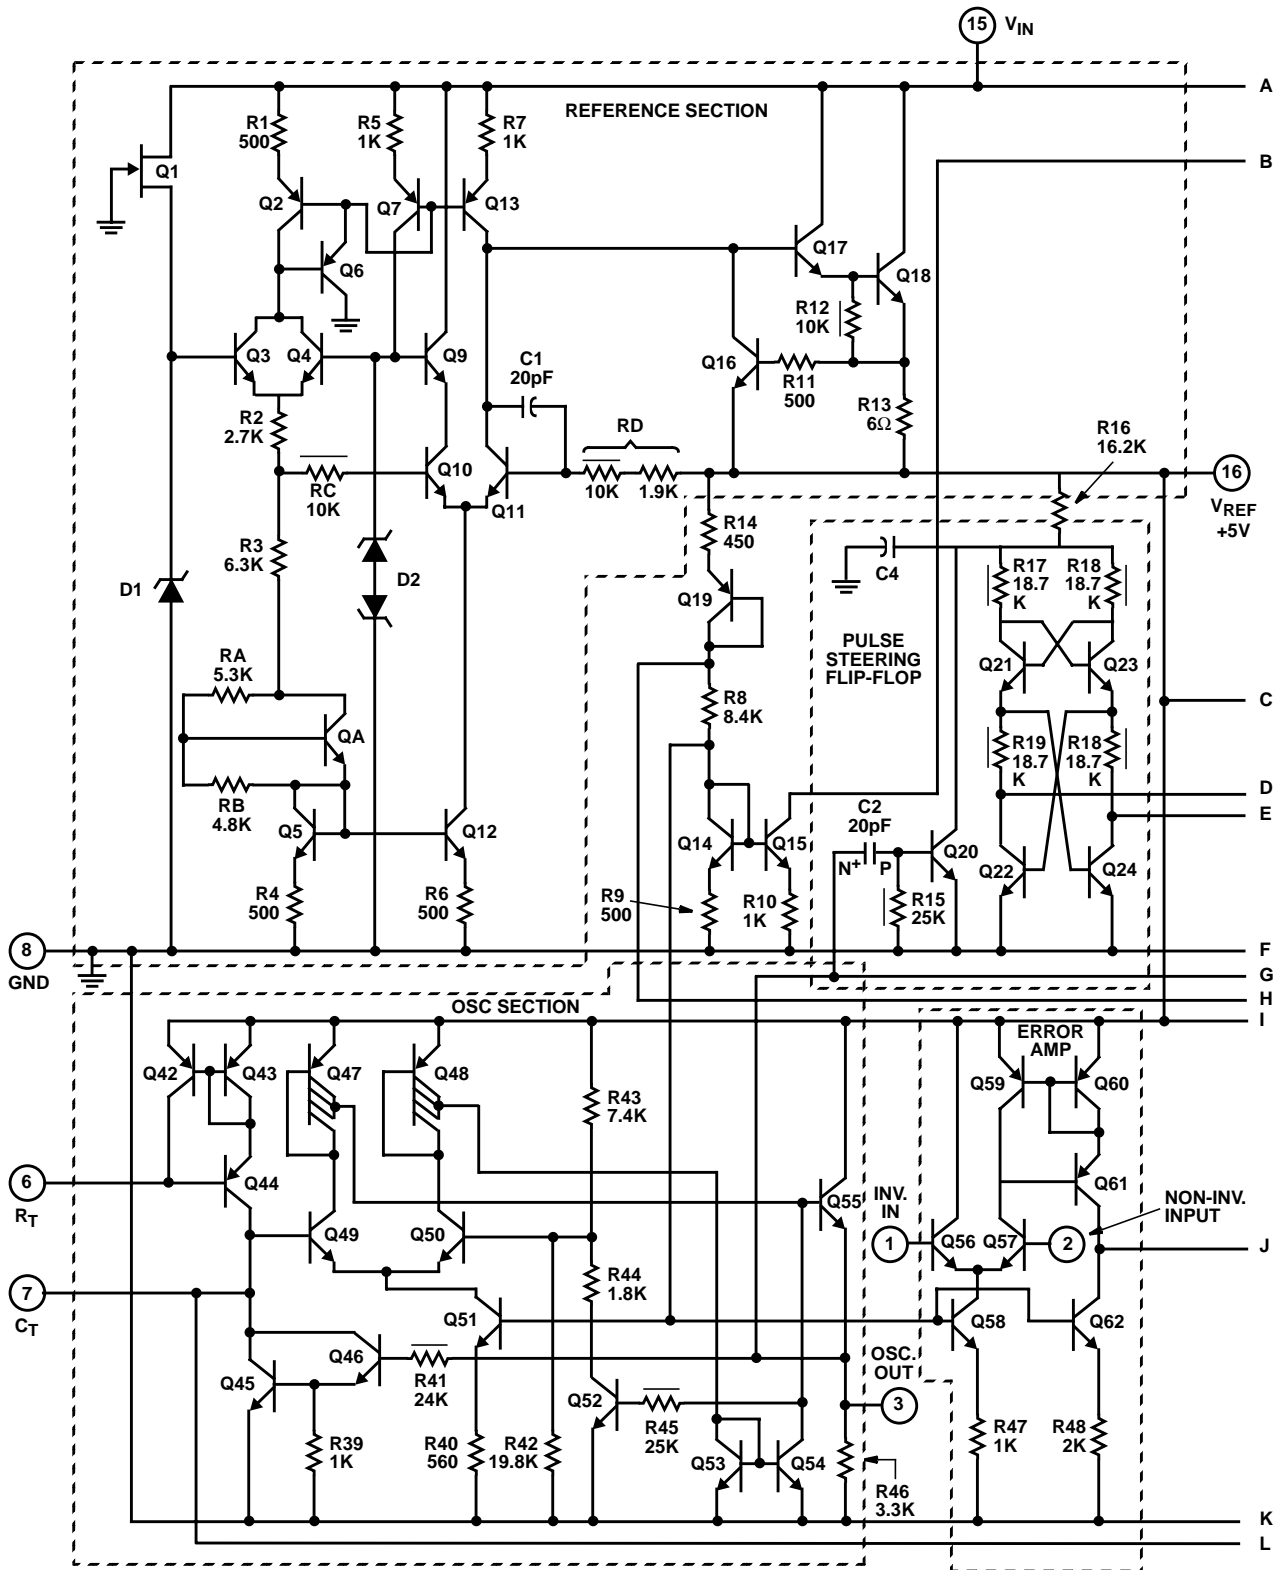 15 V_IN
REFERENCE SECTION
A
R1
500
R5
1K
R7
1K
Q1
B
Q2
Q7
Q13
Q17
Q6
Q18
R12
10K
Q3
Q4
Q9
C1
20pF
Q16
R11
500
R13
6Ω
R2
2.7K
RD
R16
16.2K
RC
10K
Q10
Q11
10K
1.9K
16
V_REF
+5V
R14
450
R3
6.3K
D1
D2
C4
R17
18.7
K
R18
18.7
K
Q19
PULSE
STEERING
FLIP-FLOP
RA
5.3K
Q21
Q23
R8
8.4K
C
QA
R19
18.7
K
R18
18.7
K
RB
4.8K
D
C2
20pF
E
Q5
Q12
Q14
Q15
Q20
N+
P
Q22
Q24
R4
500
R6
500
R9
500
R10
1K
R15
25K
8
GND
F
G
H
OSC SECTION
I
ERROR
AMP
Q42
Q43
Q47
Q48
Q59
Q60
R43
7.4K
6
R_T
Q44
Q55
Q61
INV.
IN
NON-INV.
INPUT
Q49
Q50
1
Q56
Q57
2
J
7
C_T
R44
1.8K
Q51
Q58
Q62
Q46
R41
24K
OSC.
OUT
Q45
Q52
R45
25K
3
R39
1K
R40
560
R42
19.8K
Q53
Q54
R47
1K
R48
2K
R46
3.3K
K
L